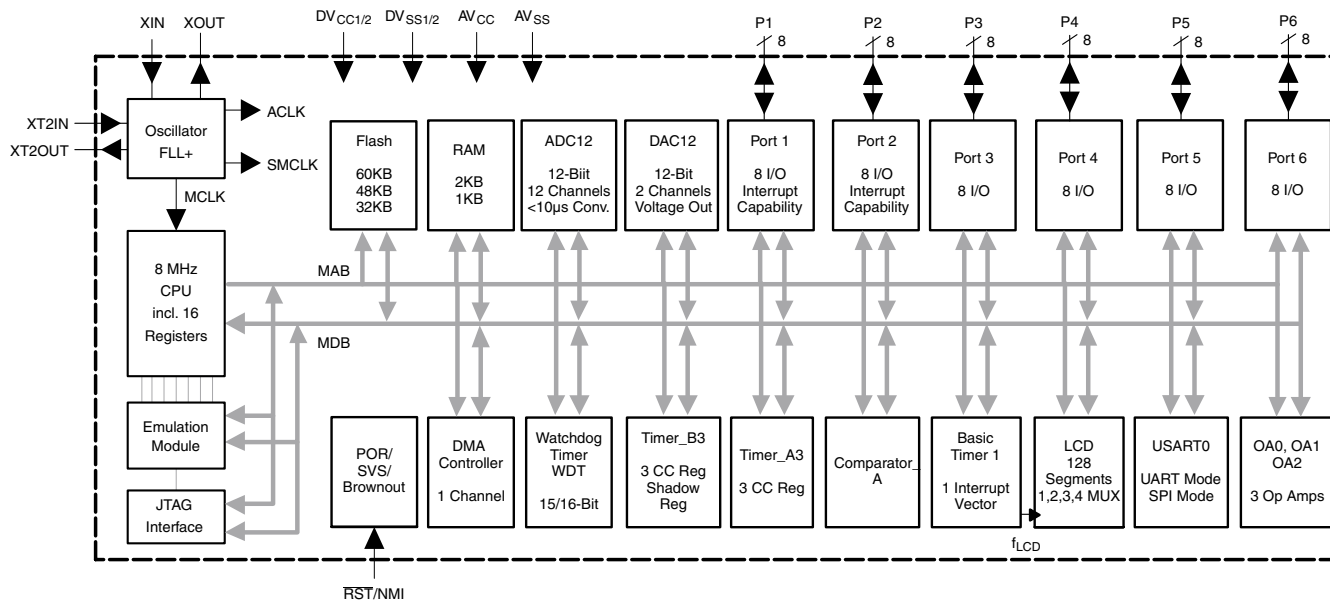 XIN XOUT DVCC1/2 DVSS1/2 AVCC AVSS P1 P2 P3 P4 P5 P6
8 8 8 8 8 8
XT2IN
XT2OUT
Oscillator
FLL+
ACLK
SMCLK
MCLK
8 MHz
CPU
incl. 16
Registers
Emulation
Module
JTAG
Interface
Flash
60KB
48KB
32KB
RAM
2KB
1KB
ADC12
12-Biit
12 Channels
<10µs Conv.
DAC12
12-Bit
2 Channels
Voltage Out
Port 1
8 I/O
Interrupt
Capability
Port 2
8 I/O
Interrupt
Capability
Port 3
8 I/O
Port 4
8 I/O
Port 5
8 I/O
Port 6
8 I/O
MAB
MDB
POR/
SVS/
Brownout
DMA
Controller
1 Channel
Watchdog
Timer
WDT
15/16-Bit
Timer_B3
3 CC Reg
Shadow
Reg
Timer_A3
3 CC Reg
Comparator_
A
Basic
Timer 1
1 Interrupt
Vector
LCD
128
Segments
1,2,3,4 MUX
USART0
UART Mode
SPI Mode
OA0, OA1
OA2
3 Op Amps
fLCD
RST/NMI